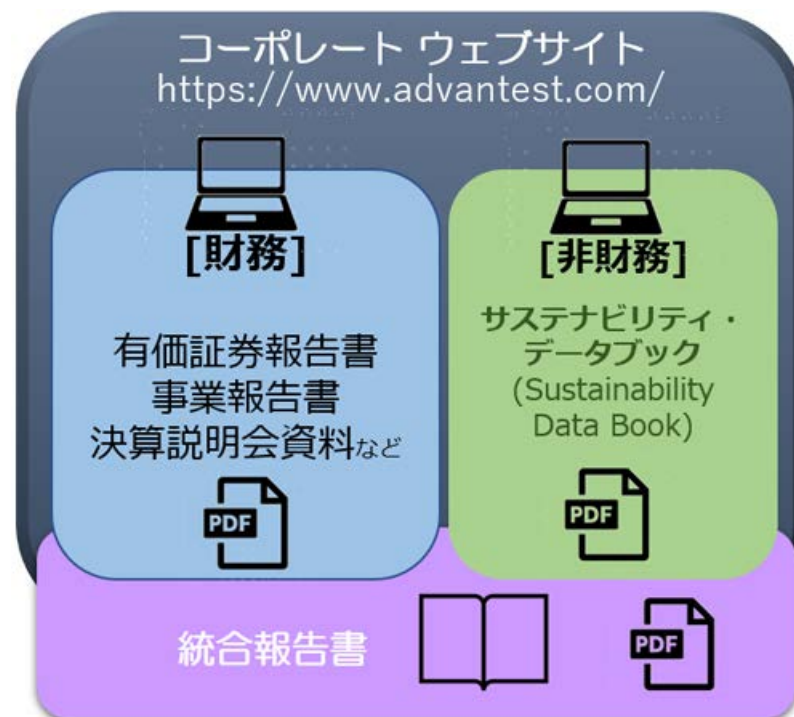 コーポレート ウェブサイト
https://www.advantest.com/
[財務]
有価証券報告書
事業報告書
決算説明会資料など
PDF
[非財務]
サステナビリティ・
データブック
(Sustainability
Data Book)
PDF
統合報告書
PDF